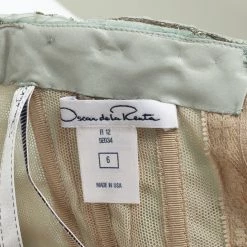 Oscar de la Renta
R 12
SE034
6
MADE IN USA